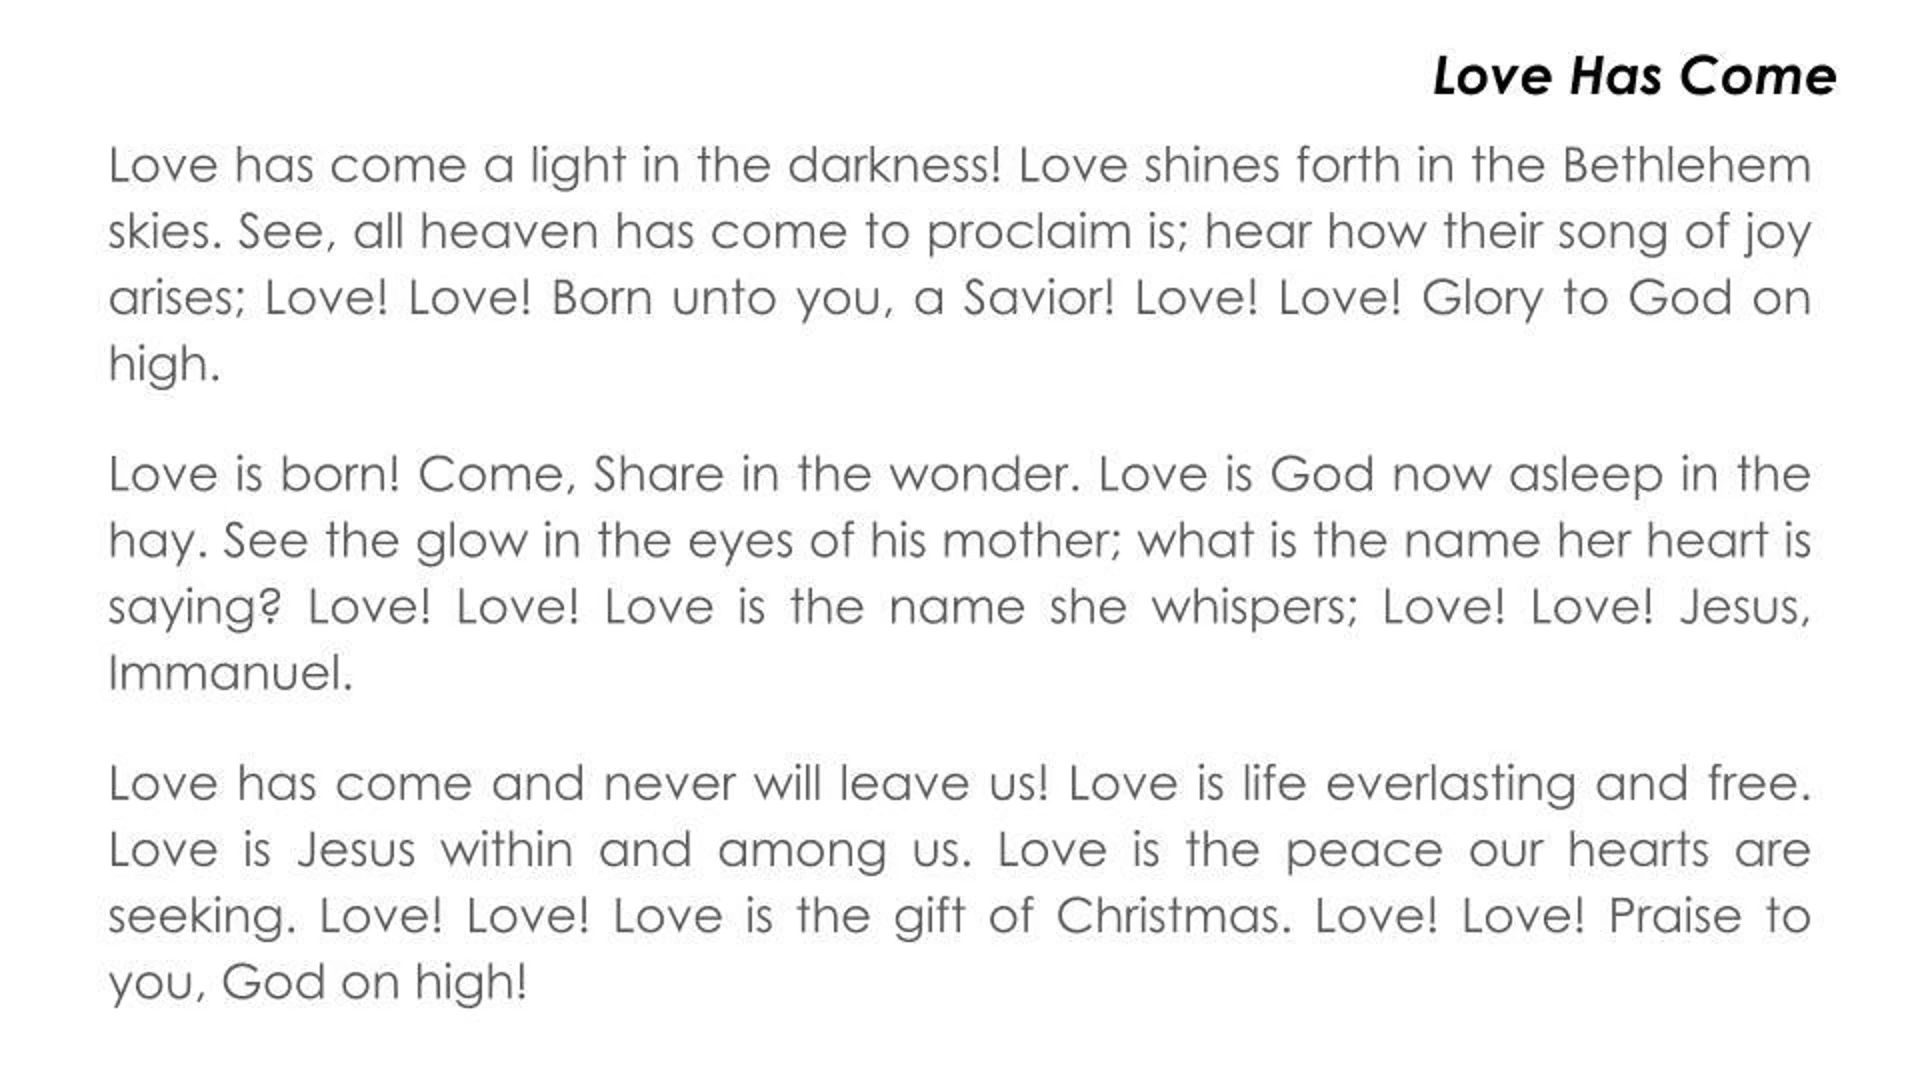 Love Has Come
Love has come a light in the darkness! Love shines forth in the Bethlehem
skies. See, all heaven has come to proclaim is; hear how their song of joy
arises; Love! Love! Born unto you, a Savior! Love! Love! Glory to God on
high.
Love is born! Come, Share in the wonder. Love is God now asleep in the
hay. See the glow in the eyes of his mother; what is the name her heart is
saying? Love! Love! Love is the name she whispers; Love! Love! Jesus,
Immanuel.
Love has come and never will leave us! Love is life everlasting and free.
Love is Jesus within and among us. Love is the peace our hearts are
seeking. Love! Love! Love is the gift of Christmas. Love! Love! Praise to
you, God on high!